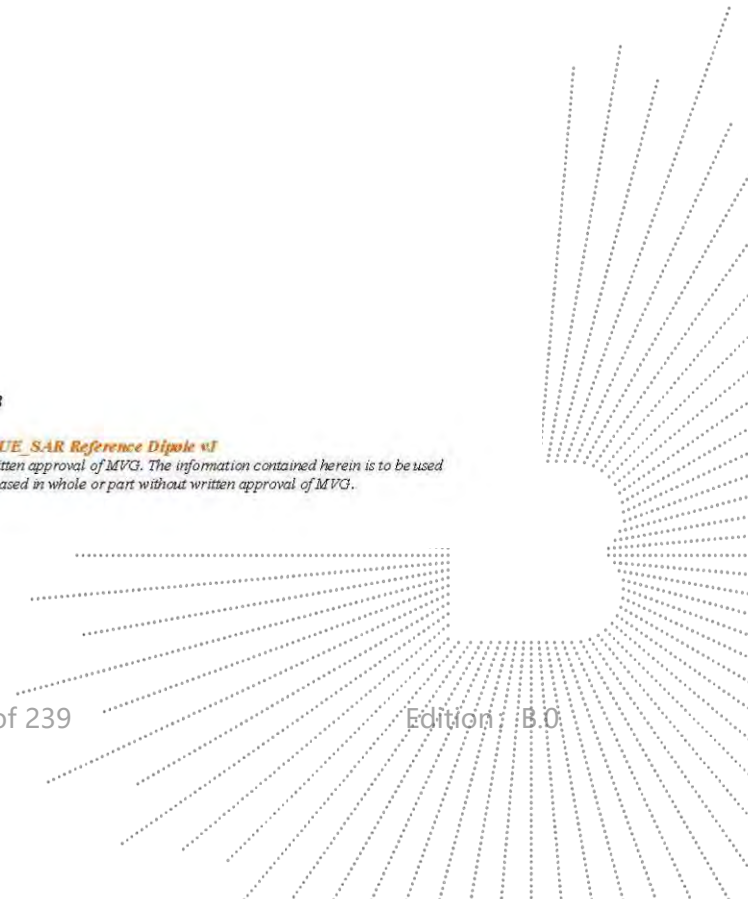 UE_SAR Reference Dipole vJ
tten approval of MVG. The information contained herein is to be used
ased in whole or part without written approval of MVG.
of 239 Edition: B.0